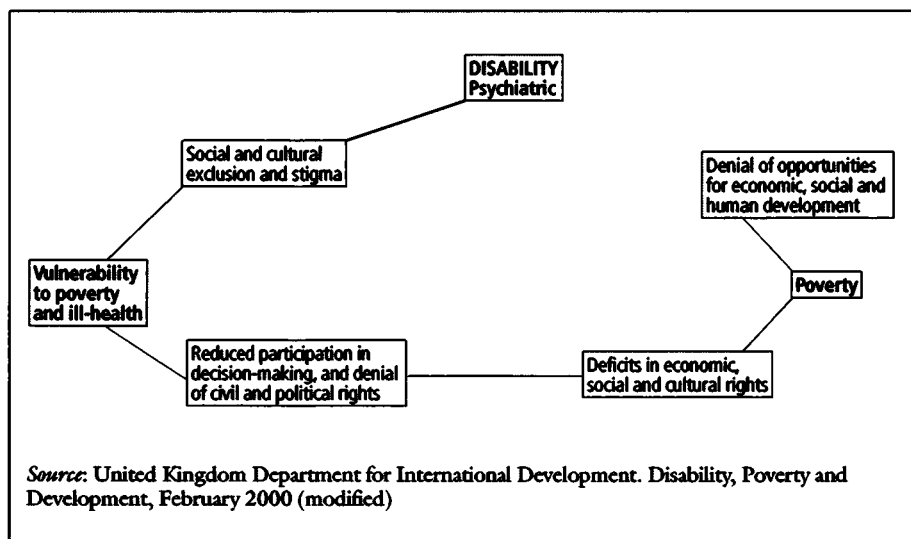 DISABILITY
Psychiatric
Social and cultural
exclusion and stigma
Denial of opportunities
for economic, social and
human development
Vulnerability
to poverty
and ill-health
Poverty
Reduced participation in
decision-making, and denial
of civil and political rights
Deficits in economic,
social and cultural rights
Source: United Kingdom Department for International Development. Disability, Poverty and
Development, February 2000 (modified)